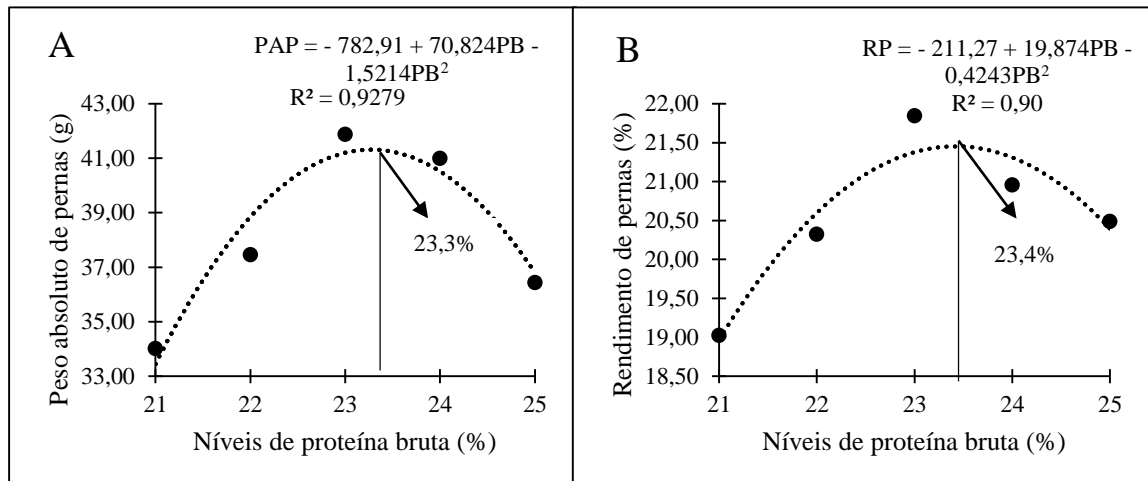 A
PAP = - 782,91 + 70,824PB -
1,5214PB²
R² = 0,9279
Peso absoluto de pernas (g)
43,00
41,00
39,00
37,00
35,00
33,00
23,3%
21 22 23 24 25
Níveis de proteína bruta (%)
B
RP = - 211,27 + 19,874PB -
0,4243PB²
R² = 0,90
Rendimento de pernas (%)
22,00
21,50
21,00
20,50
20,00
19,50
19,00
18,50
23,4%
21 22 23 24 25
Níveis de proteína bruta (%)